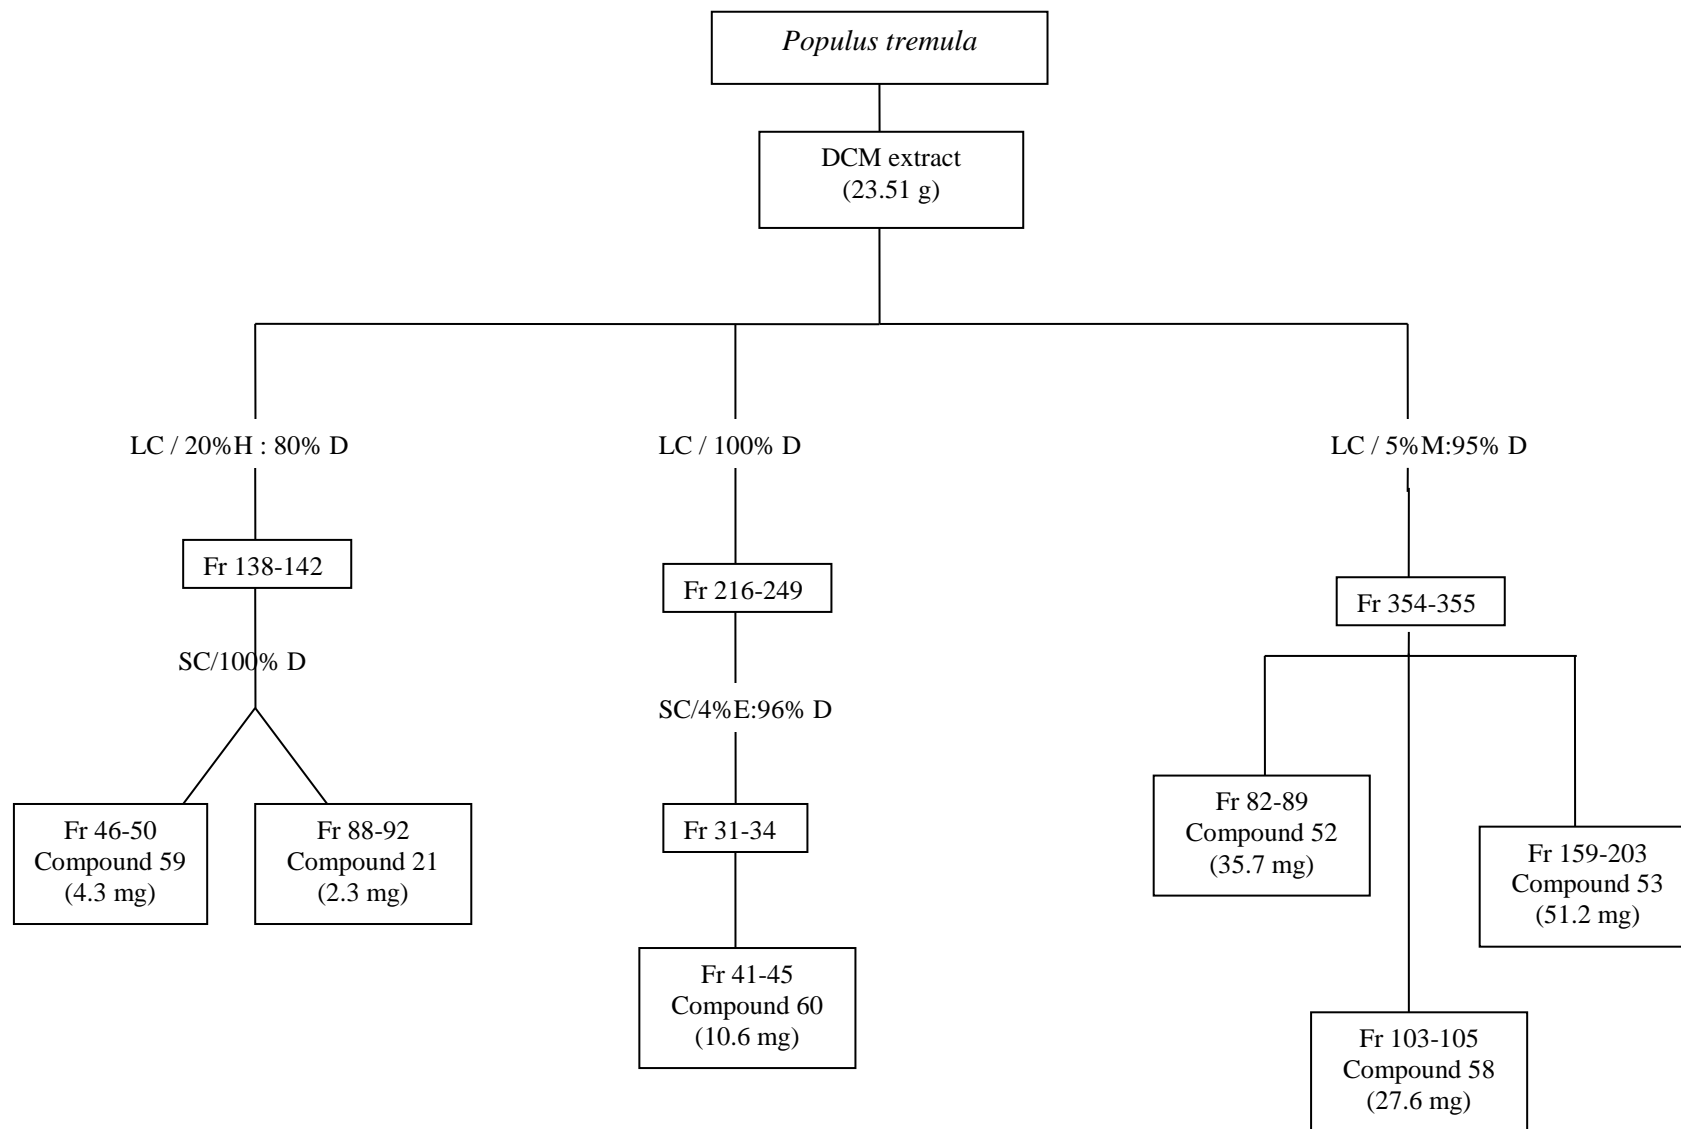 Populus tremula
DCM extract
(23.51 g)
LC / 20%H : 80% D
LC / 100% D
LC / 5%M:95% D
Fr 138-142
Fr 216-249
Fr 354-355
SC/100% D
SC/4%E:96% D
Fr 46-50
Compound 59
(4.3 mg)
Fr 88-92
Compound 21
(2.3 mg)
Fr 31-34
Fr 82-89
Compound 52
(35.7 mg)
Fr 159-203
Compound 53
(51.2 mg)
Fr 41-45
Compound 60
(10.6 mg)
Fr 103-105
Compound 58
(27.6 mg)